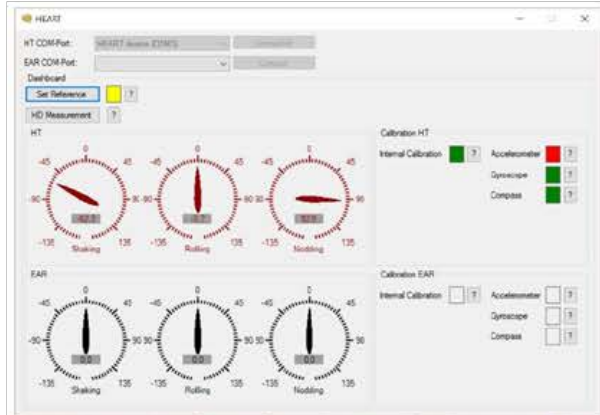 HEART
HT COM-Port: HEART device (COM3)
EAR COM-Port:
Dashboard
Set Reference ?
HD Measurement ?
HT
Calibration HT
-45 0 45 -45 0 45 -45 0 45
Internal Calibration ? Accelerometer ?
Gyroscope ?
-90 90 -90 90 -90 90
Compass ?
-135 135 -135 135 -135 135
Shaking Rolling Nodding
EAR
Calibration EAR
-45 0 45 -45 0 45 -45 0 45
Internal Calibration ? Accelerometer ?
Gyroscope ?
-90 90 -90 90 -90 90
Compass ?
0.0 0.0 0.0
-135 135 -135 135 -135 135
Shaking Rolling Nodding